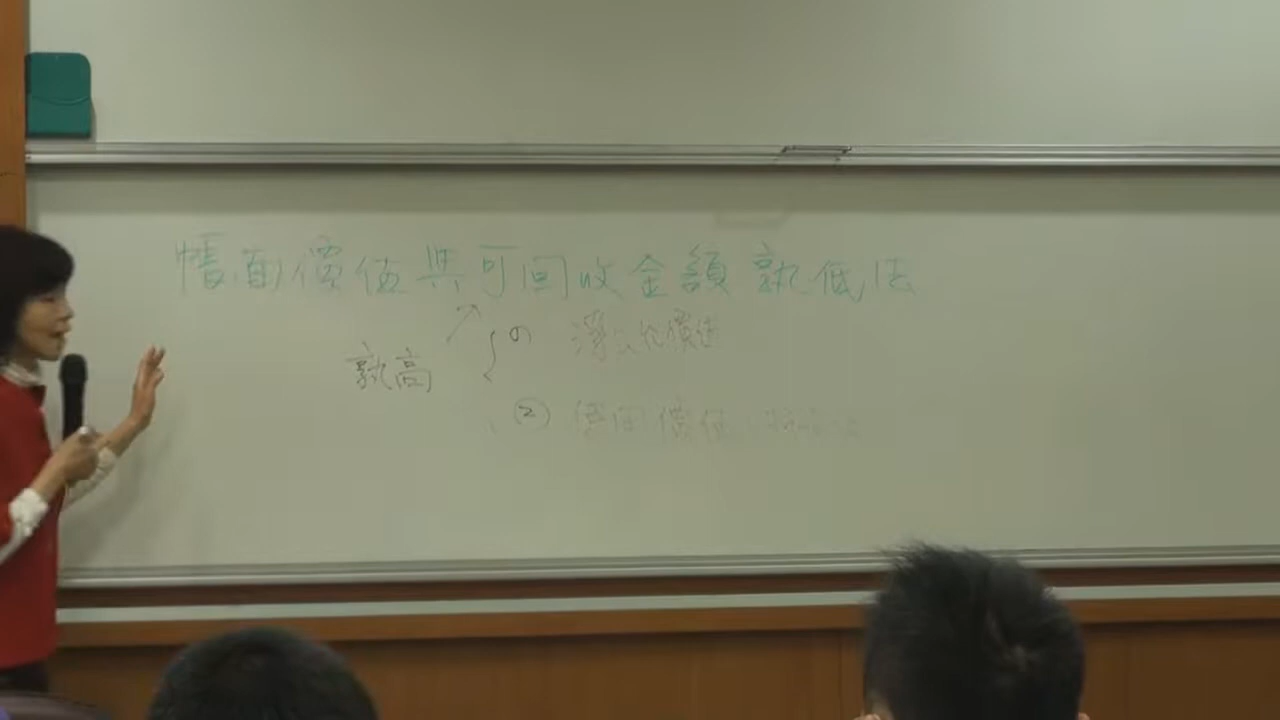 帳面價值與可回收金額孰低法
① 淨公允價值
孰高
② 使用價值